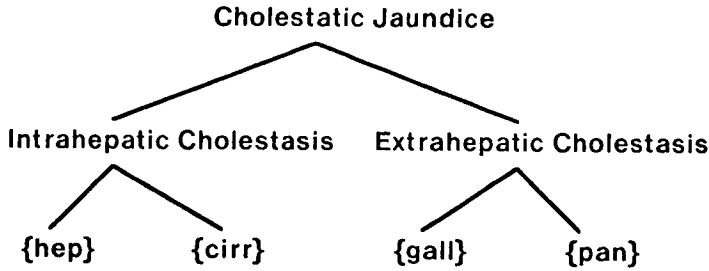 Cholestatic Jaundice
Intrahepatic Cholestasis Extrahepatic Cholestasis
{hep} {cirr} {gall} {pan}